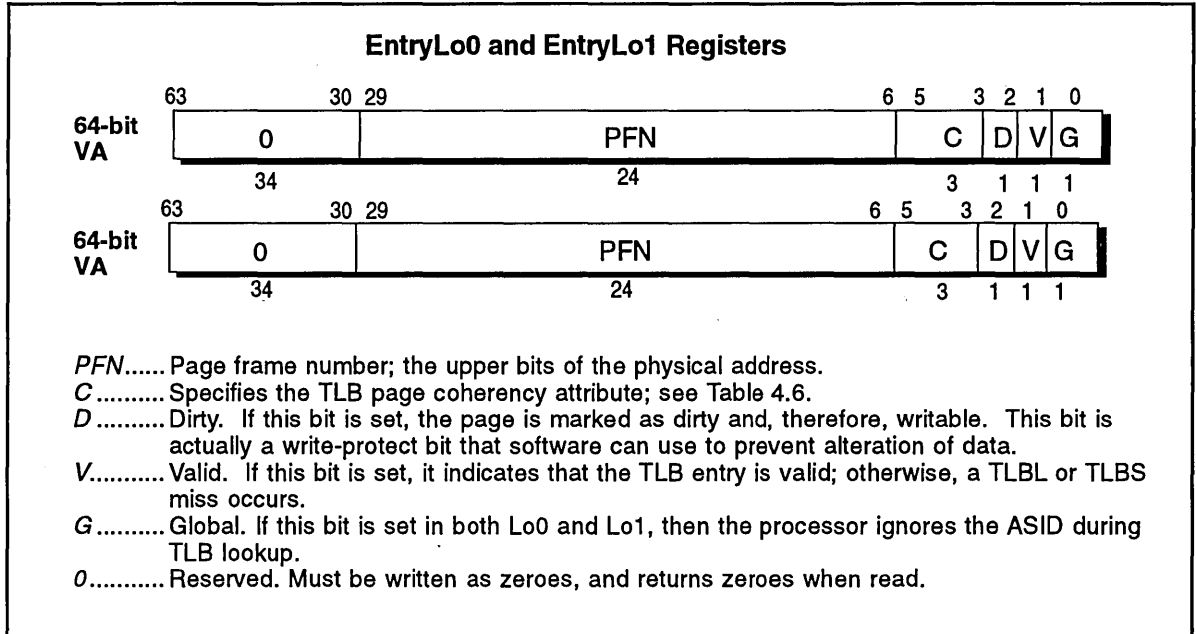 EntryLo0 and EntryLo1 Registers
63 30 29 6 5 3 2 1 0
64-bit VA 0 PFN C D V G
34 24 3 1 1 1
63 30 29 6 5 3 2 1 0
64-bit VA 0 PFN C D V G
34 24 3 1 1 1
PFN...... Page frame number; the upper bits of the physical address.
C .......... Specifies the TLB page coherency attribute; see Table 4.6.
D .......... Dirty. If this bit is set, the page is marked as dirty and, therefore, writable. This bit is
actually a write-protect bit that software can use to prevent alteration of data.
V........... Valid. If this bit is set, it indicates that the TLB entry is valid; otherwise, a TLBL or TLBS
miss occurs.
G .......... Global. If this bit is set in both Lo0 and Lo1, then the processor ignores the ASID during
TLB lookup.
0........... Reserved. Must be written as zeroes, and returns zeroes when read.